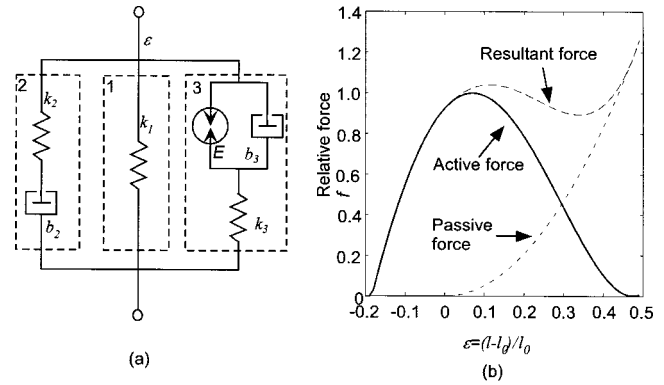 ε
2
1
3
k2
k1
E
b3
b2
k3
(a)
(b)
1.4
1.2
1.0
0.8
0.6
0.4
0.2
0
Relative force
f
Resultant force
Active force
Passive
force
-0.2 -0.1 0 0.1 0.2 0.3 0.4 0.5
ε=(l-l0)/l0